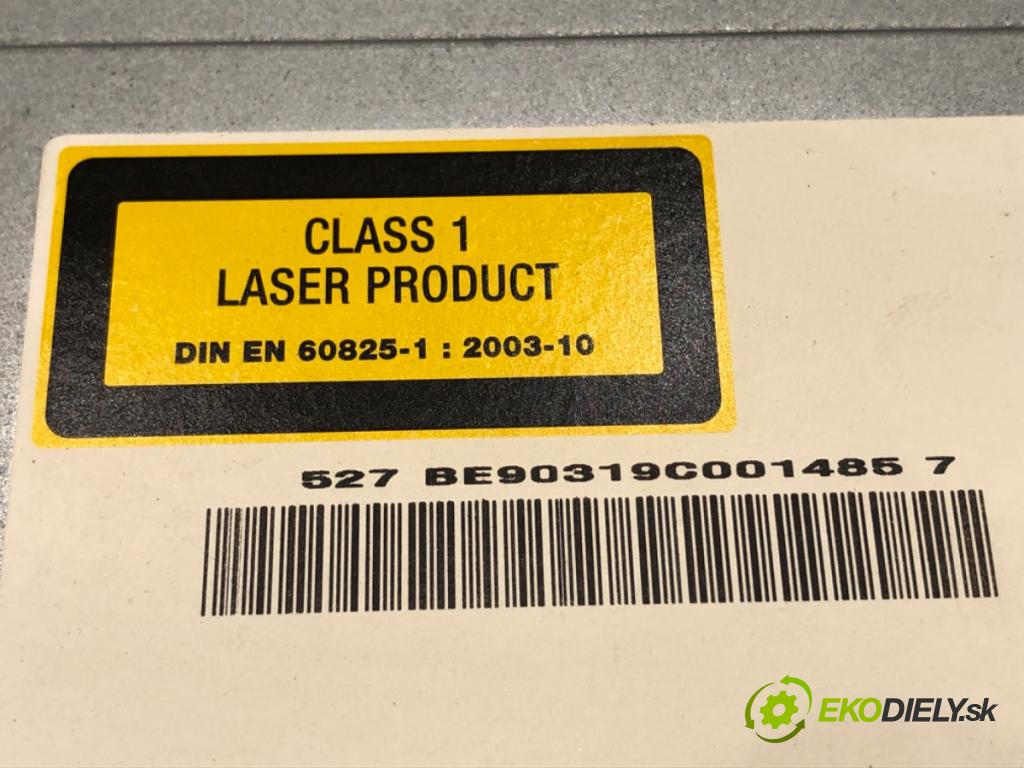 CLASS 1
LASER PRODUCT
DIN EN 60825-1 : 2003-10
527 BE90319C001485 7
EKODIELY.sk